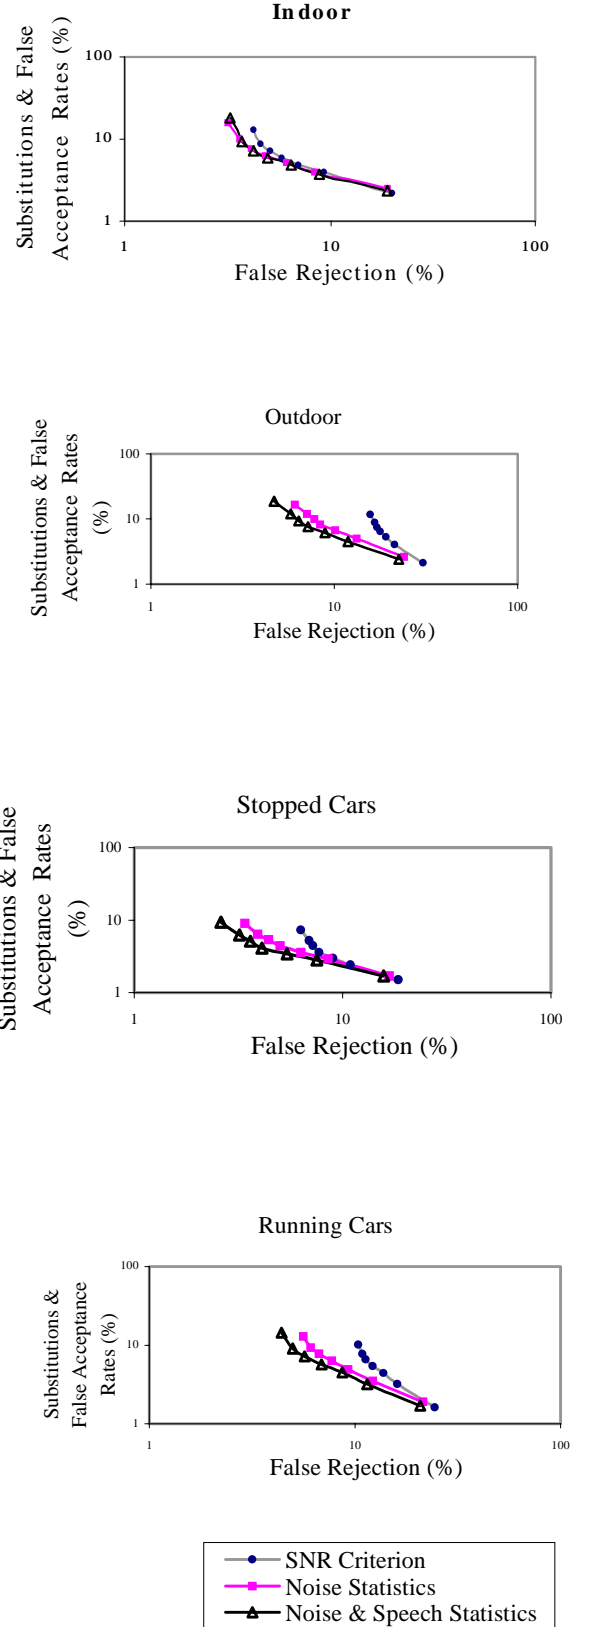 Indoor
Substitutions & False
Acceptance Rates (%)
100
10
1
1
10
100
False Rejection (%)
Outdoor
Substitutions & False
Acceptance Rates
(%)
100
10
1
1
10
100
False Rejection (%)
Stopped Cars
Substitutions & False
Acceptance Rates
(%)
100
10
1
1
10
100
False Rejection (%)
Running Cars
Substitutions &
False Acceptance
Rates (%)
100
10
1
1
10
100
False Rejection (%)
SNR Criterion
Noise Statistics
Noise & Speech Statistics